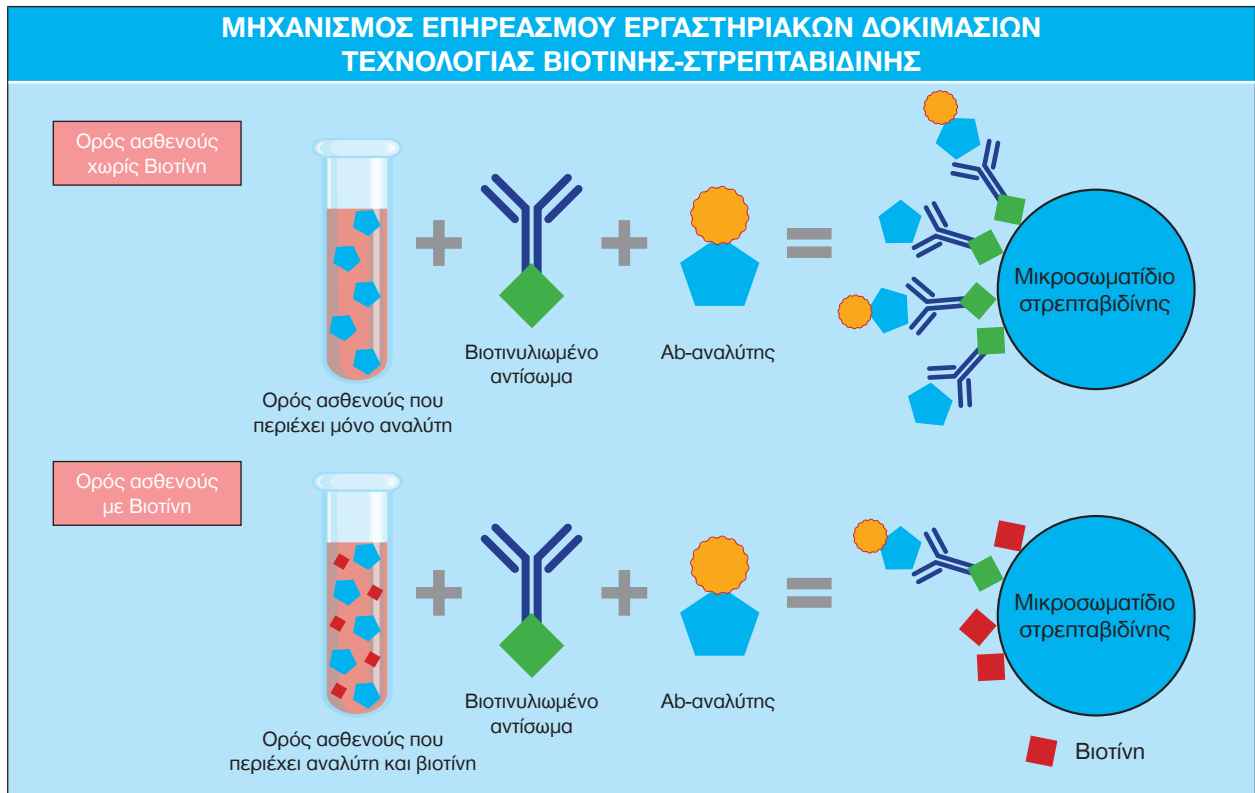 ΜΗΧΑΝΙΣΜΟΣ ΕΠΗΡΕΑΣΜΟΥ ΕΡΓΑΣΤΗΡΙΑΚΩΝ ΔΟΚΙΜΑΣΙΩΝ
ΤΕΧΝΟΛΟΓΙΑΣ ΒΙΟΤΙΝΗΣ-ΣΤΡΕΠΤΑΒΙΔΙΝΗΣ
Ορός ασθενούς
χωρίς Βιοτίνη
+
+
=
Μικροσωματίδιο
στρεπταβιδίνης
Βιοτινυλιωμένο
αντίσωμα
Ab-αναλύτης
Ορός ασθενούς που
περιέχει μόνο αναλύτη
Ορός ασθενούς
με Βιοτίνη
+
+
=
Μικροσωματίδιο
στρεπταβιδίνης
Βιοτινυλιωμένο
αντίσωμα
Ab-αναλύτης
Ορός ασθενούς που
περιέχει αναλύτη και βιοτίνη
Βιοτίνη